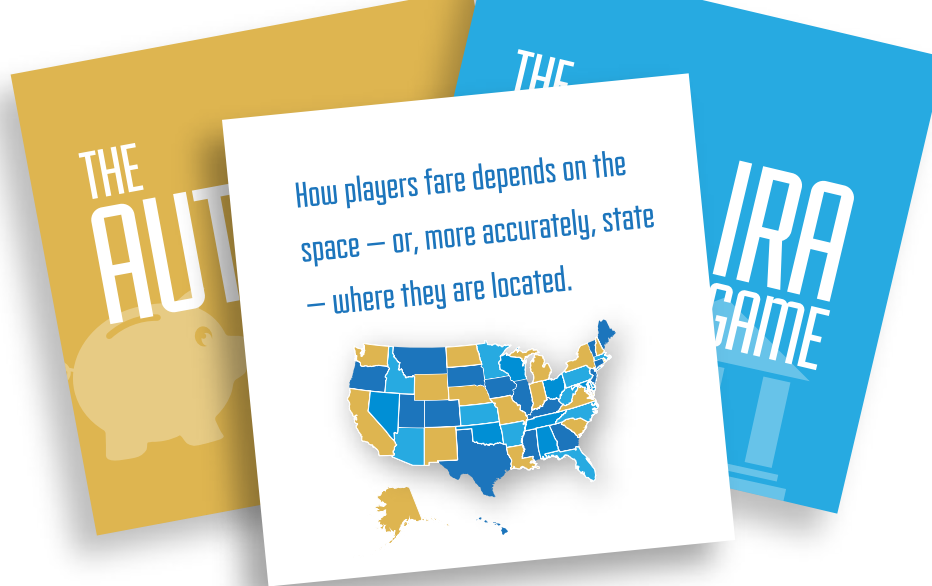 THE
THE
AUT
IRA
GAME
How players fare depends on the
space – or, more accurately, state
– where they are located.